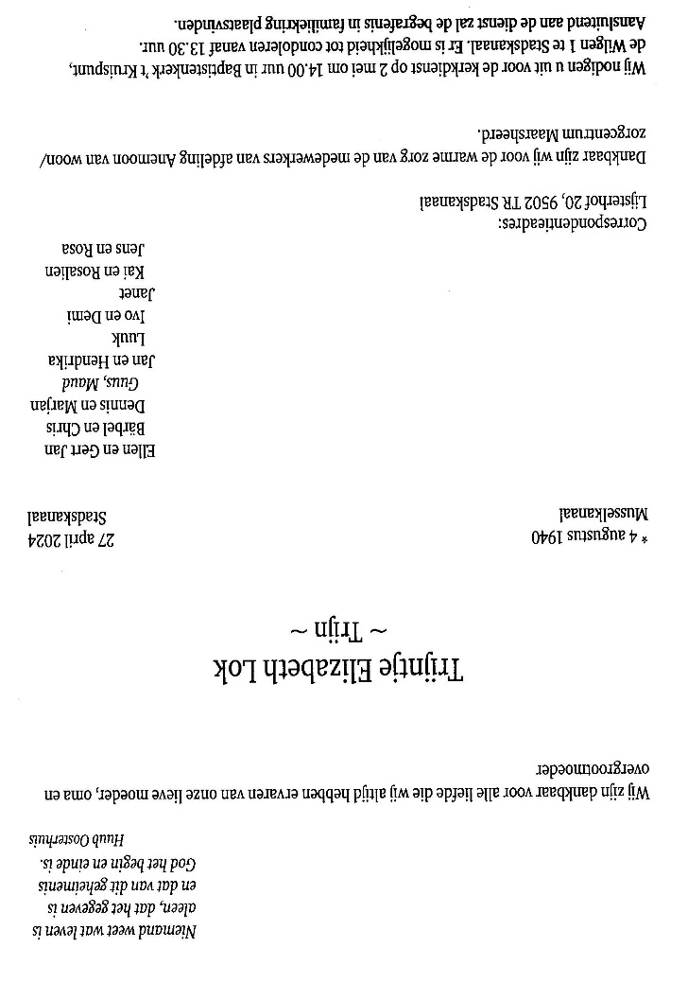 Niemand weet wat leven is
aleen, dat het gegeven is
en dat van dit geheimenis
God het begin en einde is.
Huub Oosterhuis
Wij zijn dankbaar voor alle liefde die wij altijd hebben ervaren van onze lieve moeder, oma en
overgrootmoeder
Trijntje Elizabeth Lok
~ Trijn ~
* 4 augustus 1940
Musselkanaal
27 april 2024
Stadskanaal
Ellen en Gert Jan
Bärbel en Chris
Dennis en Marjan
Guus, Maud
Jan en Hendrika
Luuk
Ivo en Demi
Janet
Kai en Rosalien
Jens en Rosa
Correspondentieadres:
Lijsterhof 20, 9502 TR Stadskanaal
Dankbaar zijn wij voor de warme zorg van de medewerkers van afdeling Anemoon van woon/
zorgcentrum Maarsheerd.
Wij nodigen u uit voor de kerkdienst op 2 mei om 14.00 uur in Baptistenkerk 't Kruispunt,
de Wilgen 1 te Stadskanaal. Er is mogelijkheid tot condoleren vanaf 13.30 uur.
Aansluitend aan de dienst zal de begrafenis in familiekring plaatsvinden.